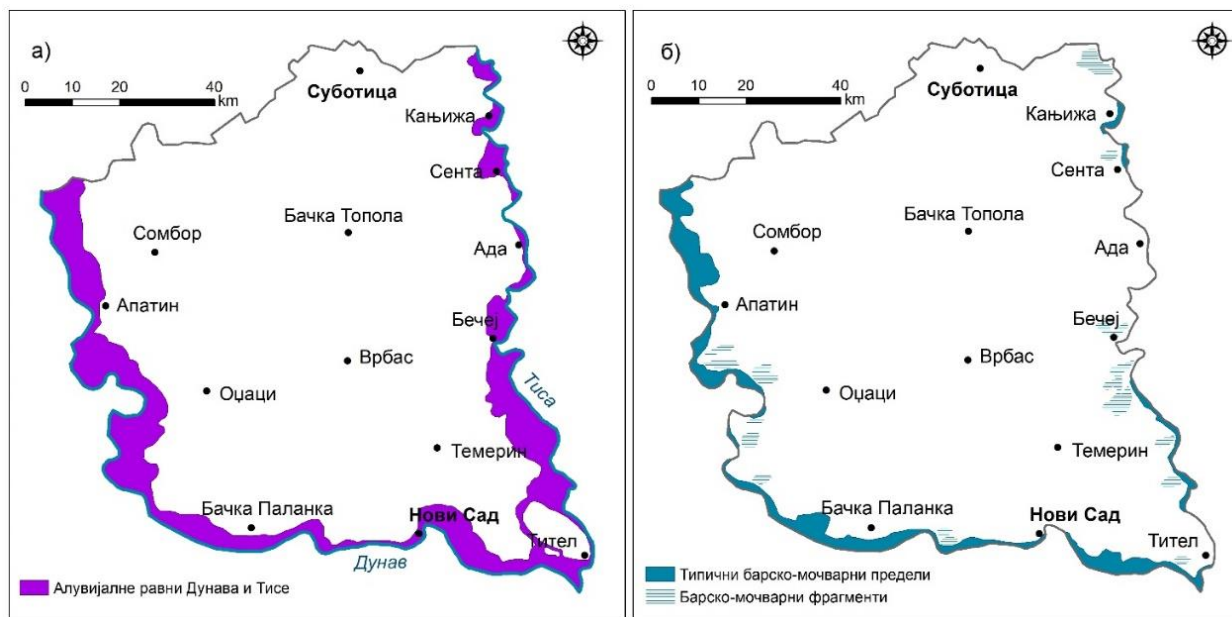 а)
0 10 20 40
km
Суботица
Кањижа
Сента
Бачка Топола
Сомбор
Ада
Апатин
Бечеј
Врбас
Тиса
Оџаци
Темерин
Бачка Паланка
Нови Сад
Тител
Дунав
Алувијалне равни Дунава и Тисе
б)
0 10 20 40
km
Суботица
Кањижа
Сента
Бачка Топола
Сомбор
Ада
Апатин
Бечеј
Врбас
Оџаци
Темерин
Бачка Паланка
Нови Сад
Тител
Типични барско-мочварни предели
Барско-мочварни фрагменти